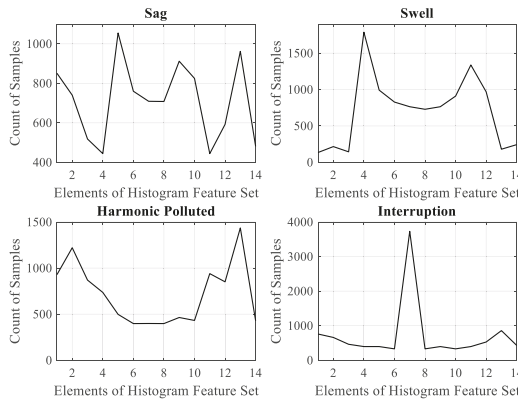 Sag
Count of Samples
1000
800
600
400
2 4 6 8 10 12 14
Elements of Histogram Feature Set
Swell
Count of Samples
1500
1000
500
0
2 4 6 8 10 12 14
Elements of Histogram Feature Set
Harmonic Polluted
Count of Samples
1500
1000
500
0
2 4 6 8 10 12 14
Elements of Histogram Feature Set
Interruption
Count of Samples
4000
3000
2000
1000
0
2 4 6 8 10 12 14
Elements of Histogram Feature Set